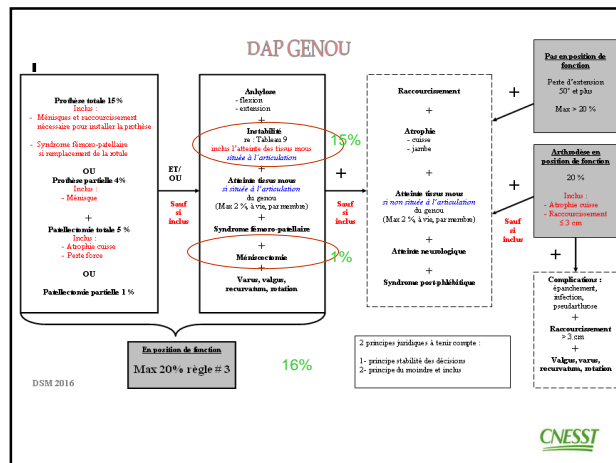 DAP GENOU
Prothèse totale 15%
Inclus :
- Ménisques et raccourcissement
nécessaire pour installer la prothèse
- Syndrome fémoro-patellaire
si remplacement de la rotule
OU
Prothèse partielle 4%
Inclus :
- Ménisque
+
Patellectomie totale 5%
Inclus :
- Atrophie cuisse
- Perte force
OU
Patellectomie partielle 1 %
ET/
OU
Sauf
si
inclus
Ankylose
- flexion
- extension
+
Instabilité
re : Tableau 9
inclus l'atteinte des tissus mous
située à l'articulation
+
Atteinte tissus mous
si située à l'articulation
du genou
(Max 2 %, à vie, par membre)
+
Syndrome fémoro-patellaire
+
Méniscectomie
+
Varus, valgus,
recurvatum, rotation
15%
1%
+
Sauf
si
inclus
Raccourcissement
+
Atrophie
- cuisse
- jambe
+
Atteinte tissus mous
si non située à l'articulation
du genou
(Max 2 %, à vie, par membre)
+
Atteinte neurologique
+
Syndrome post-phlébitique
+
Pas en position de
fonction
Perte d'extension
50° et plus
Max > 20 %
+
Sauf
si
inclus
Arthrodèse en
position de fonction
20 %
Inclus :
- Atrophie cuisse
- Raccourcissement
≤ 3 cm
+
Complications :
épanchement,
infection,
pseudarthrose
+
Raccourcissement
> 3 cm
+
Valgus, varus,
recurvatum, rotation
En position de fonction
Max 20% règle # 3
16%
2 principes juridiques à tenir compte :
1- principe stabilité des décisions
2- principe du moindre et inclus
DSM 2016
CNESST